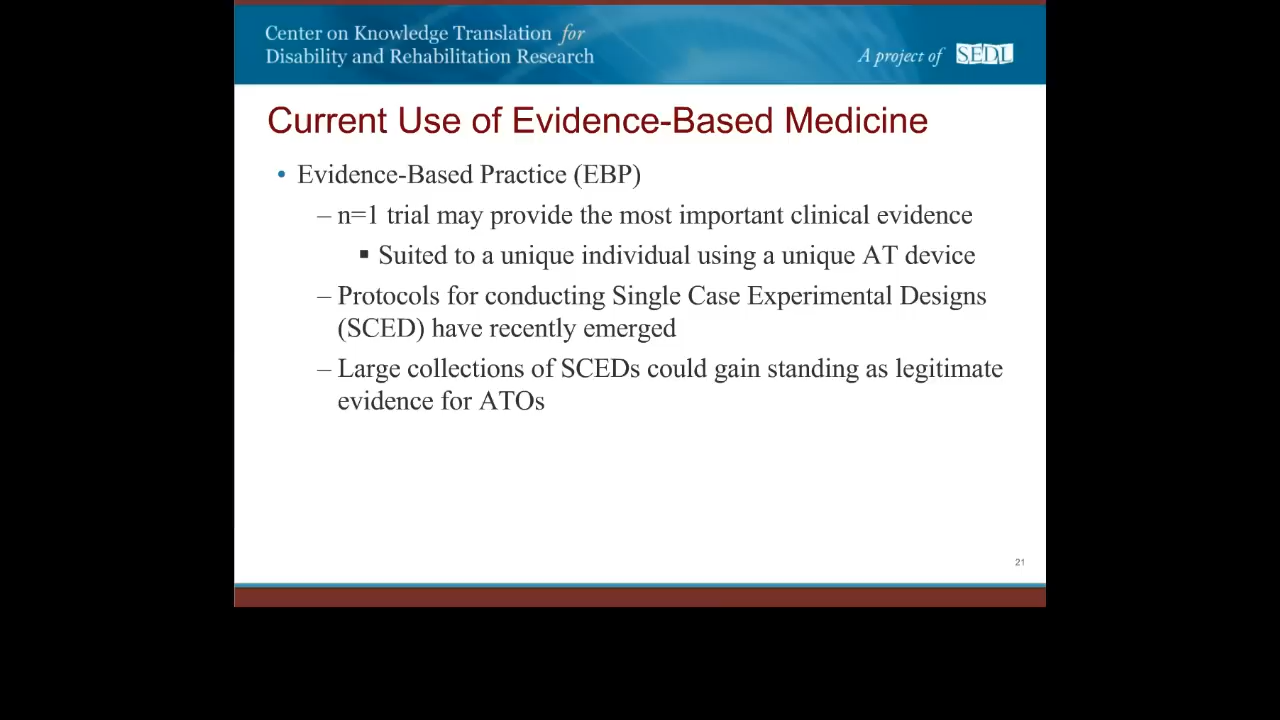 Center on Knowledge Translation for
Disability and Rehabilitation Research
A project of SEDL
Current Use of Evidence-Based Medicine
• Evidence-Based Practice (EBP)
– n=1 trial may provide the most important clinical evidence
▪ Suited to a unique individual using a unique AT device
– Protocols for conducting Single Case Experimental Designs
(SCED) have recently emerged
– Large collections of SCEDs could gain standing as legitimate
evidence for ATOs
21